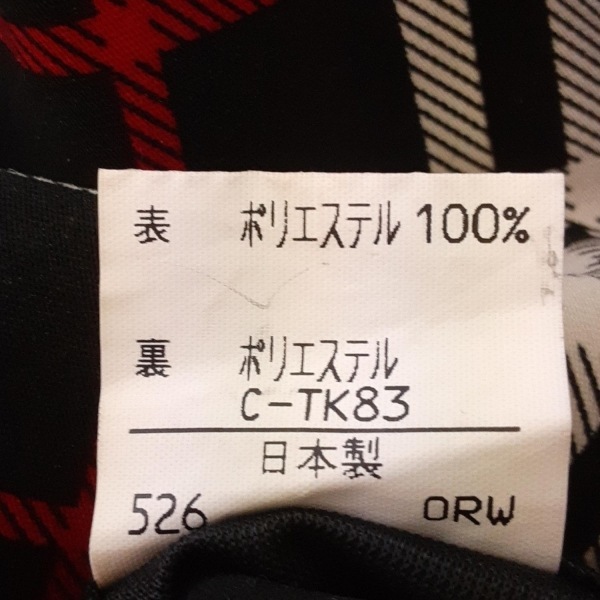 表 ポリエステル 100%
裏 ポリエステル
C-TK83
日本製
526 ORW